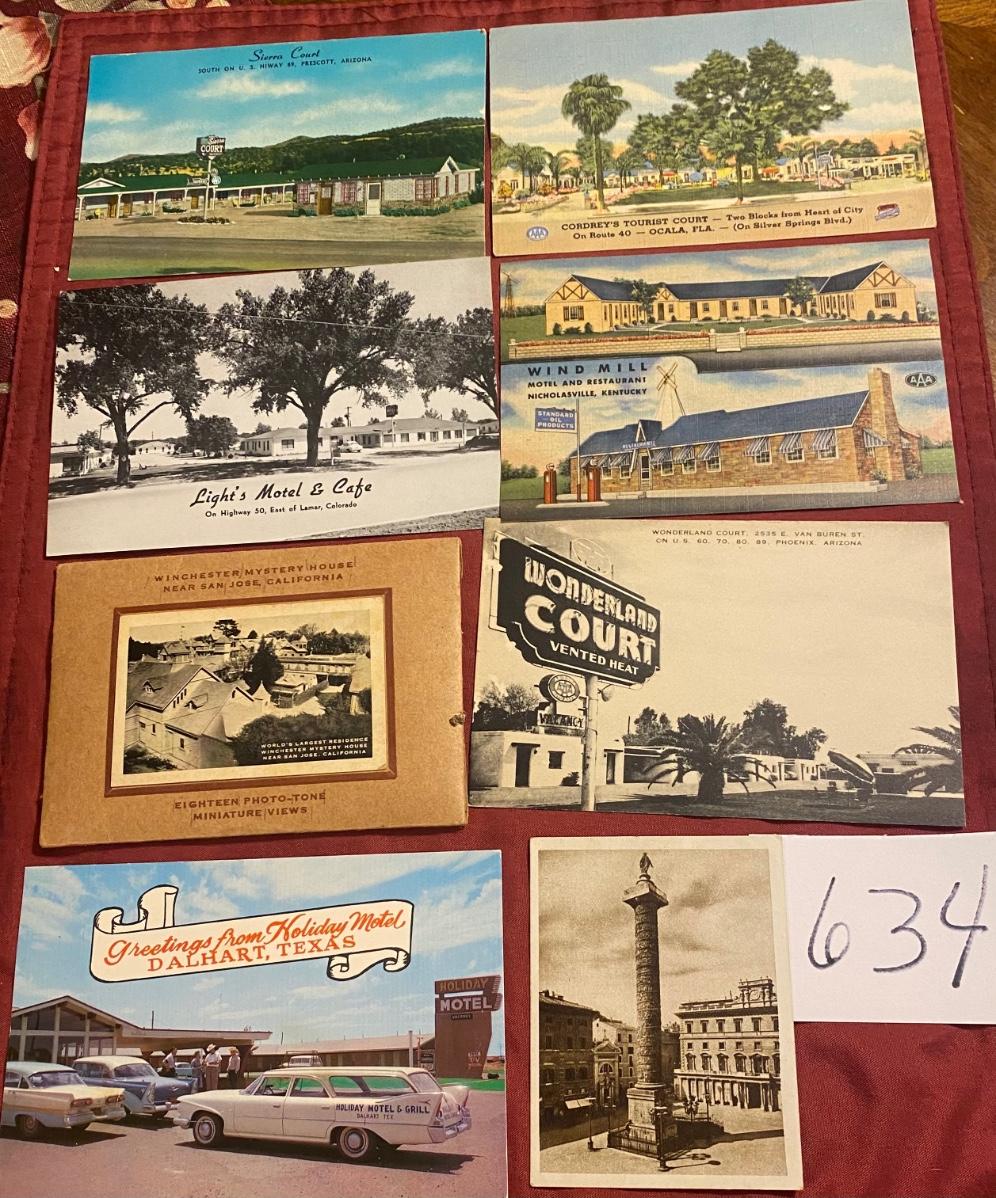 Sierra Court
SOUTH ON U. S. HIWAY 89, PRESCOTT, ARIZONA
Sierra
COURT
CORDREY'S TOURIST COURT — Two Blocks from Heart of City
On Route 40 — OCALA, FLA. — (On Silver Springs Blvd.)
AAA
Light's Motel & Cafe
On Highway 50, East of Lamar, Colorado
WIND MILL
MOTEL AND RESTAURANT
NICHOLASVILLE, KENTUCKY
AAA
STANDARD
OIL
PRODUCTS
RESTAURANT
WINCHESTER MYSTERY HOUSE
NEAR SAN JOSE, CALIFORNIA
WORLD'S LARGEST RESIDENCE
WINCHESTER MYSTERY HOUSE
NEAR SAN JOSE, CALIFORNIA
EIGHTEEN PHOTO-TONE
MINIATURE VIEWS
WONDERLAND COURT, 2535 E. VAN BUREN ST.
ON U.S. 60, 70, 80, 89, PHOENIX, ARIZONA
WONDERLAND
COURT
VENTED HEAT
VACANCY
Greetings from Holiday Motel
DALHART, TEXAS
HOLIDAY
MOTEL
HOLIDAY MOTEL & GRILL
DALHART TEX
634